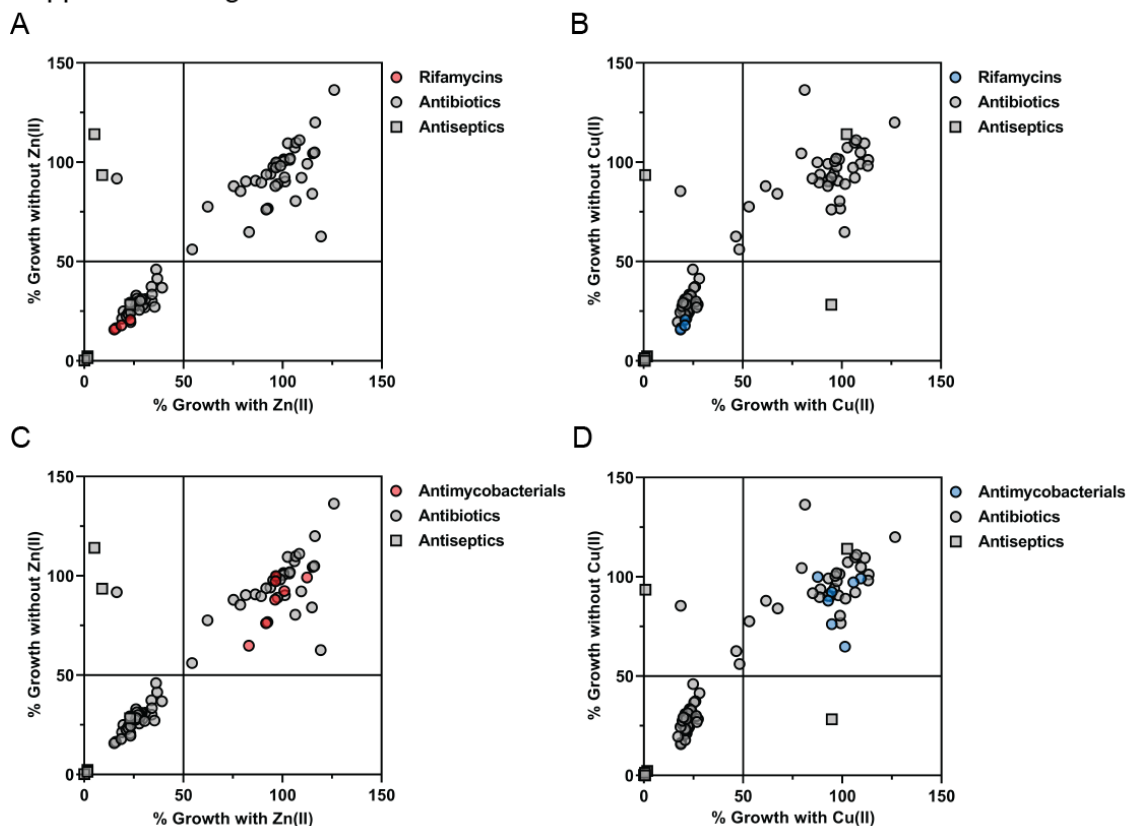 A
B
150
100
50
0
0
50
100
150
% Growth without Zn(II)
% Growth with Zn(II)
Rifamycins
Antibiotics
Antiseptics
150
100
50
0
0
50
100
150
% Growth without Cu(II)
% Growth with Cu(II)
Rifamycins
Antibiotics
Antiseptics
C
D
150
100
50
0
0
50
100
150
% Growth without Zn(II)
% Growth with Zn(II)
Antimycobacterials
Antibiotics
Antiseptics
150
100
50
0
0
50
100
150
% Growth without Cu(II)
% Growth with Cu(II)
Antimycobacterials
Antibiotics
Antiseptics